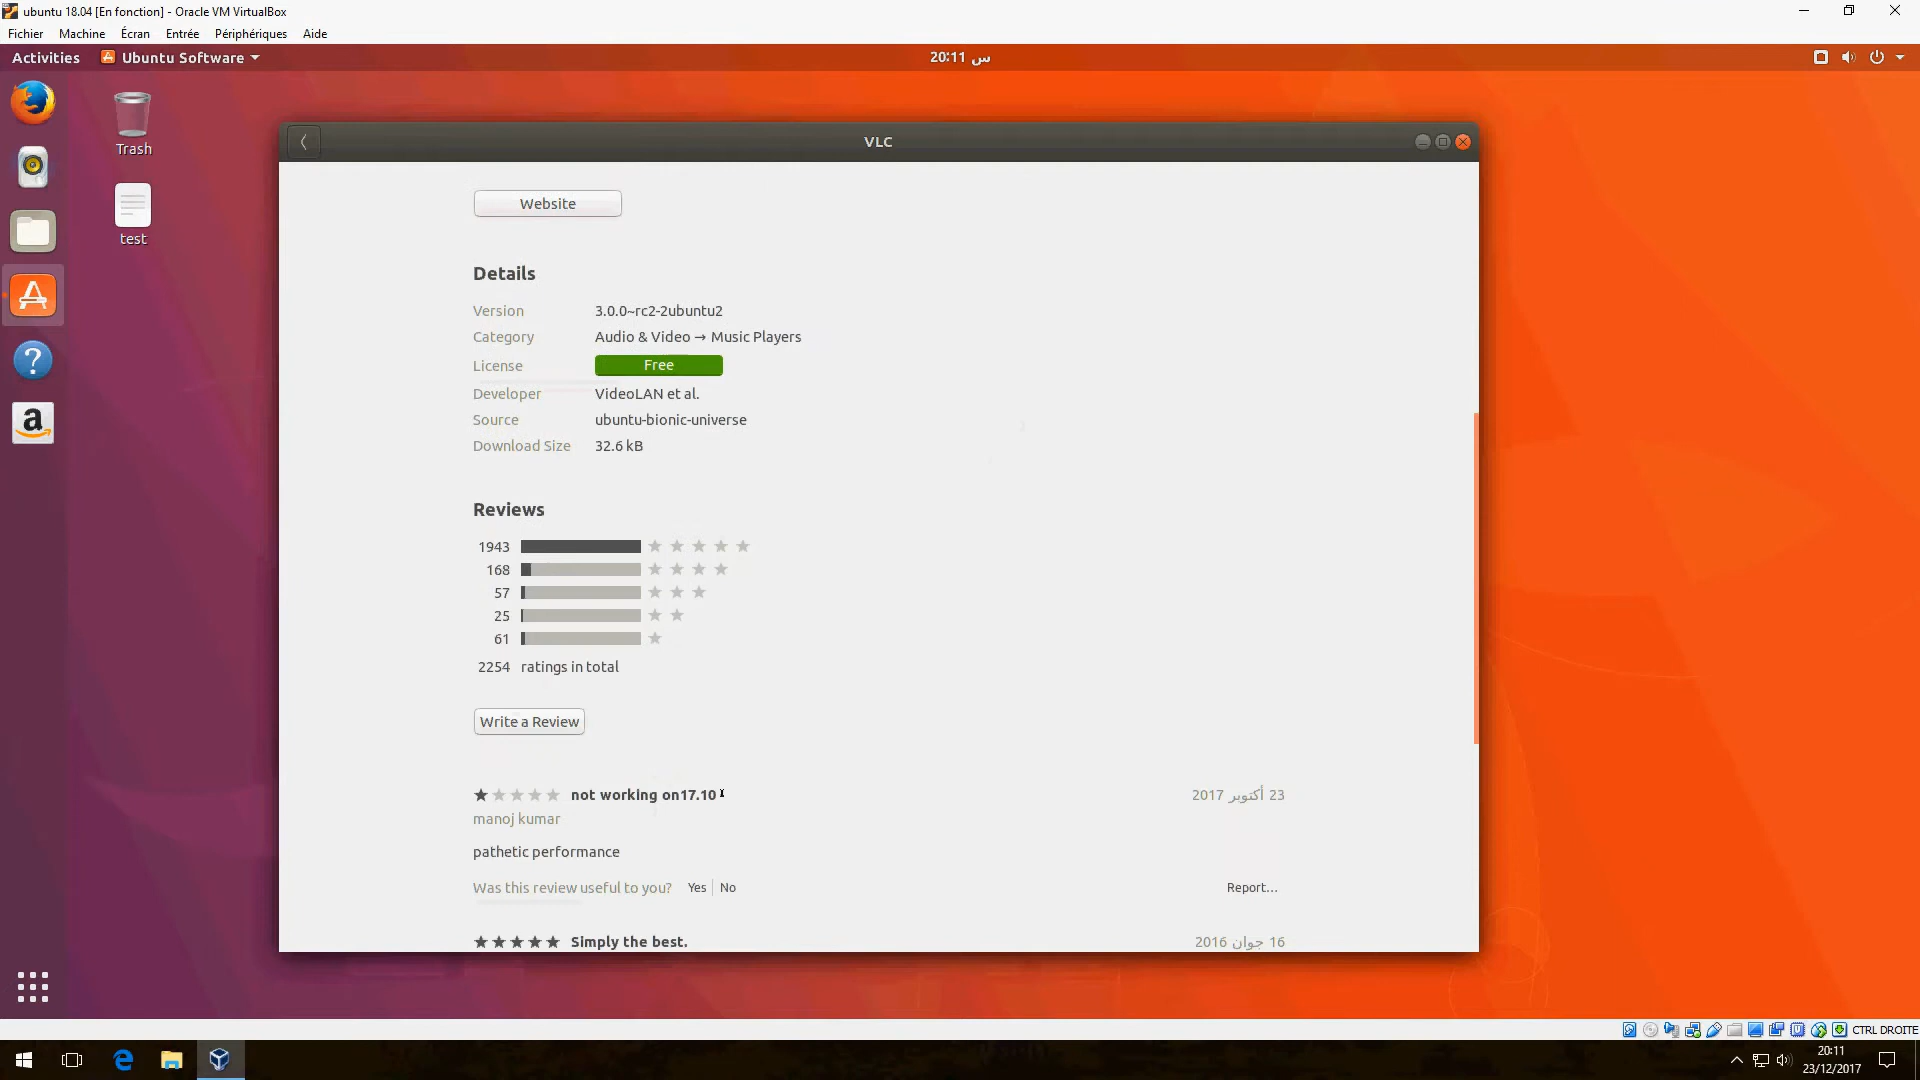 ubuntu 18.04 [En fonction] - Oracle VM VirtualBox
Fichier Machine Écran Entrée Périphériques Aide
Activities Ubuntu Software 20:11 س
Trash
test
VLC
Website
Details
Version 3.0.0~rc2-2ubuntu2
Category Audio & Video → Music Players
License Free
Developer VideoLAN et al.
Source ubuntu-bionic-universe
Download Size 32.6 kB
Reviews
1943
168
57
25
61
2254 ratings in total
Write a Review
not working on17.10 23 أكتوبر 2017
manoj kumar
pathetic performance
Was this review useful to you? Yes No Report…
Simply the best. 16 جوان 2016
CTRL DROITE
20:11
23/12/2017